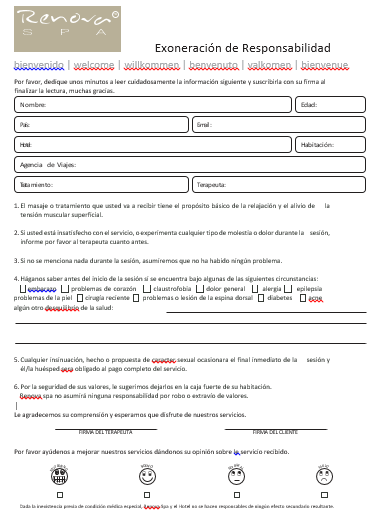 Renova®
S P A
Exoneración de Responsabilidad
bienvenido | welcome | willkommen | benvenuto | valkomen | bienvenue
Por favor, dedique unos minutos a leer cuidadosamente la información siguiente y suscribirla con su firma al
finalizar la lectura, muchas gracias.
Nombre: Edad:
País: Email:
Hotel: Habitación:
Agencia de Viajes:
Tratamiento: Terapeuta:
1. El masaje o tratamiento que usted va a recibir tiene el propósito básico de la relajación y el alivio de la
tensión muscular superficial.
2. Si usted está insatisfecho con el servicio, o experimenta cualquier tipo de molestia o dolor durante la sesión,
informe por favor al terapeuta cuanto antes.
3. Si no se menciona nada durante la sesión, asumiremos que no ha habido ningún problema.
4. Háganos saber antes del inicio de la sesión si se encuentra bajo algunas de las siguientes circunstancias:
embarazo problemas de corazón claustrofobia dolor general alergia epilepsia
problemas de la piel cirugía reciente problemas o lesión de la espina dorsal diabetes acne
algún otro desequilibrio de la salud:
5. Cualquier insinuación, hecho o propuesta de caracter sexual ocasionara el final inmediato de la sesión y
él/la huésped esta obligado al pago completo del servicio.
6. Por la seguridad de sus valores, le sugerimos dejarlos en la caja fuerte de su habitación.
Renova spa no asumirá ninguna responsabilidad por robo o extravío de valores.
Le agradecemos su comprensión y esperamos que disfrute de nuestros servicios.
FIRMA DEL TERAPEUTA FIRMA DEL CLIENTE
Por favor ayúdenos a mejorar nuestros servicios dándonos su opinión sobre le servicio recibido.
Dada la inexistencia previa de condición médica especial, Renova Spa y el Hotel no se hacen responsables de ningún efecto secundario resultante.